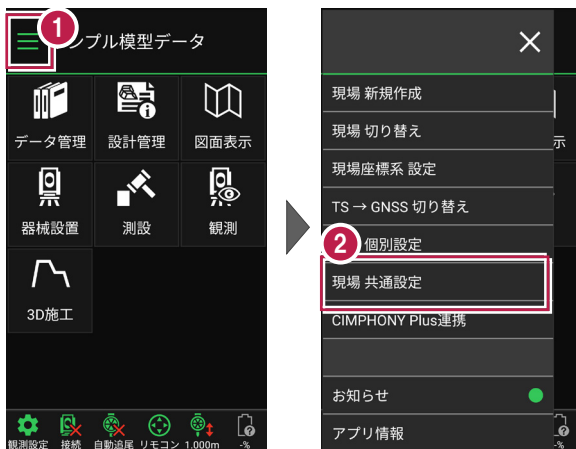 1
ンプル模型データ
データ管理
設計管理
図面表示
器械設置
測設
観測
3D施工
観測設定
接続
自動追尾
リモコン
1.000m
-%
現場 新規作成
現場 切り替え
現場座標系 設定
TS → GNSS 切り替え
2
個別設定
現場 共通設定
CIMPHONY Plus連携
お知らせ
アプリ情報
示
-%